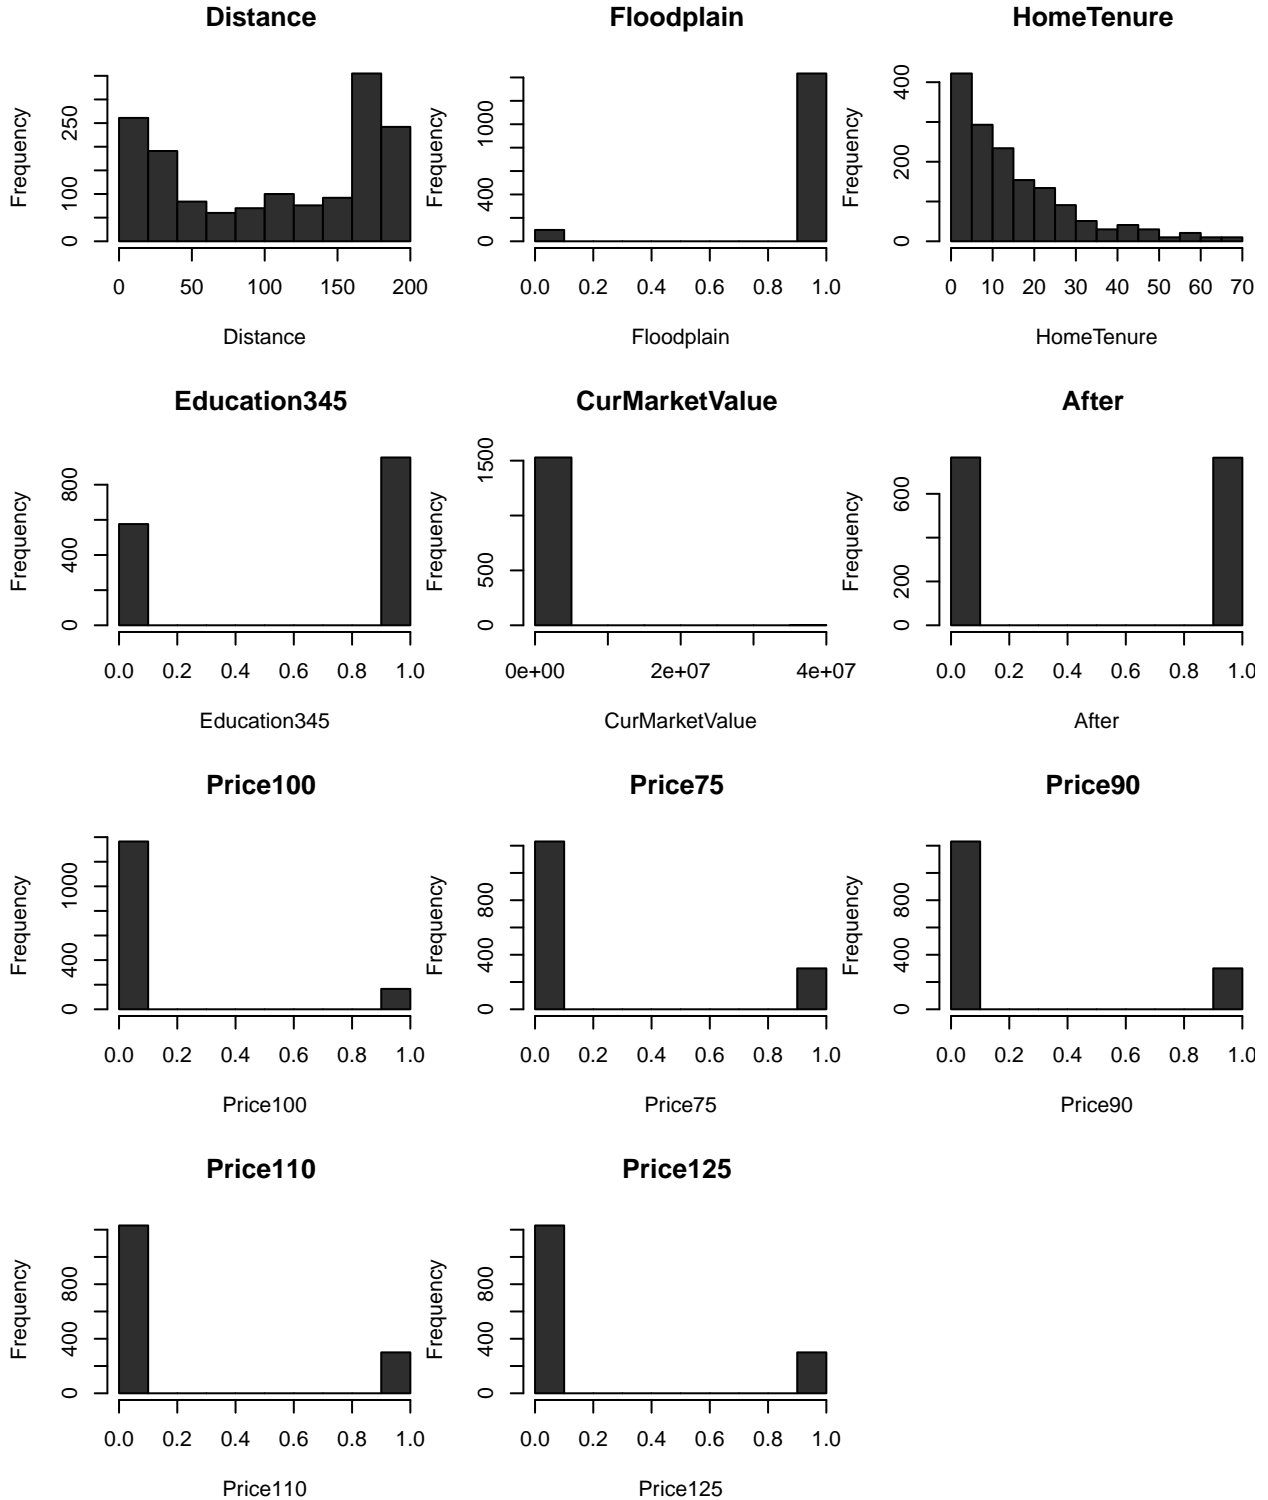 Distance
Frequency
0 100 250
0 50 100 150 200
Distance
Floodplain
Frequency
0 400 1000
0.0 0.2 0.4 0.6 0.8 1.0
Floodplain
HomeTenure
Frequency
0 200 400
0 10 20 30 40 50 60 70
HomeTenure
Education345
Frequency
0 400 800
0.0 0.2 0.4 0.6 0.8 1.0
Education345
CurMarketValue
Frequency
0 500 1500
0e+00 2e+07 4e+07
CurMarketValue
After
Frequency
0 200 600
0.0 0.2 0.4 0.6 0.8 1.0
After
Price100
Frequency
0 400 1000
0.0 0.2 0.4 0.6 0.8 1.0
Price100
Price75
Frequency
0 400 800
0.0 0.2 0.4 0.6 0.8 1.0
Price75
Price90
Frequency
0 400 800
0.0 0.2 0.4 0.6 0.8 1.0
Price90
Price110
Frequency
0 400 800
0.0 0.2 0.4 0.6 0.8 1.0
Price110
Price125
Frequency
0 400 800
0.0 0.2 0.4 0.6 0.8 1.0
Price125